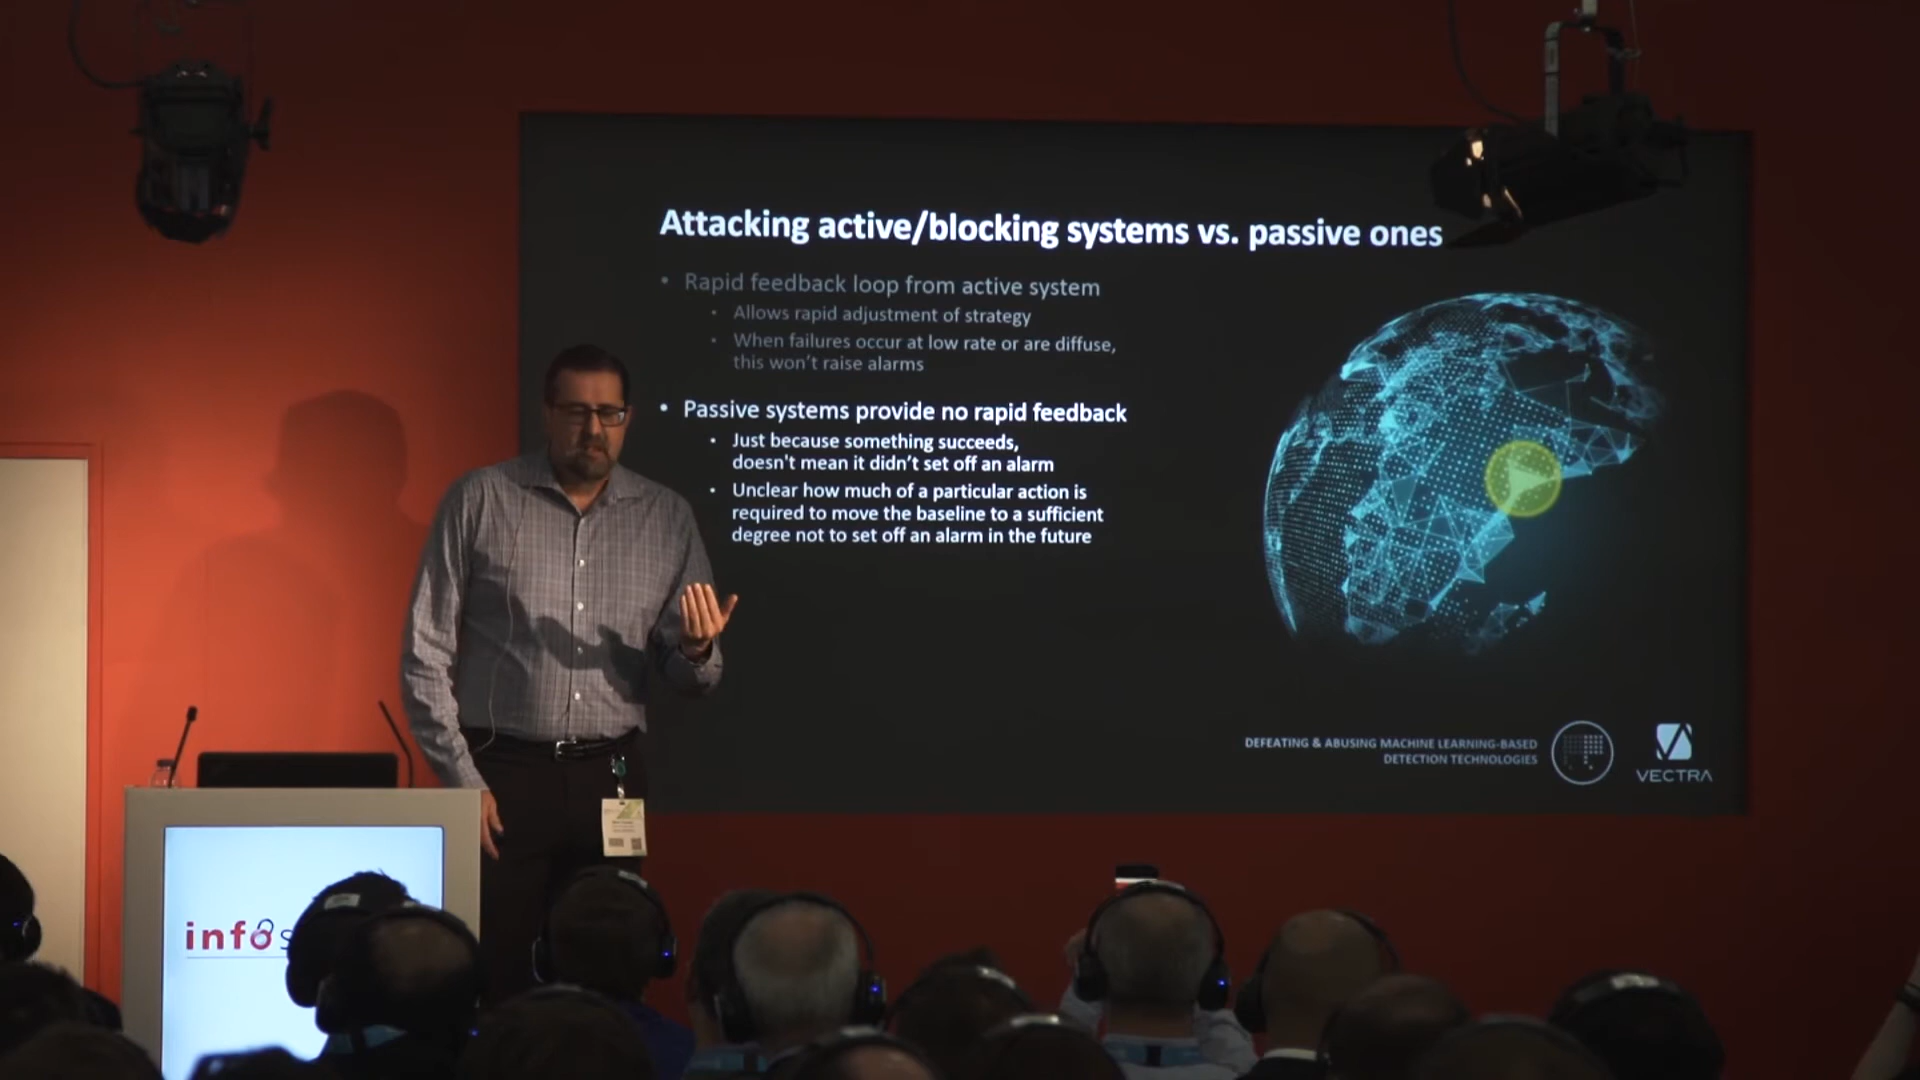 Attacking active/blocking systems vs. passive ones
• Rapid feedback loop from active system
• Allows rapid adjustment of strategy
• When failures occur at low rate or are diffuse,
this won't raise alarms
• Passive systems provide no rapid feedback
• Just because something succeeds,
doesn't mean it didn't set off an alarm
• Unclear how much of a particular action is
required to move the baseline to a sufficient
degree not to set off an alarm in the future
DEFEATING & ABUSING MACHINE LEARNING-BASED
DETECTION TECHNOLOGIES
VECTRA
infos